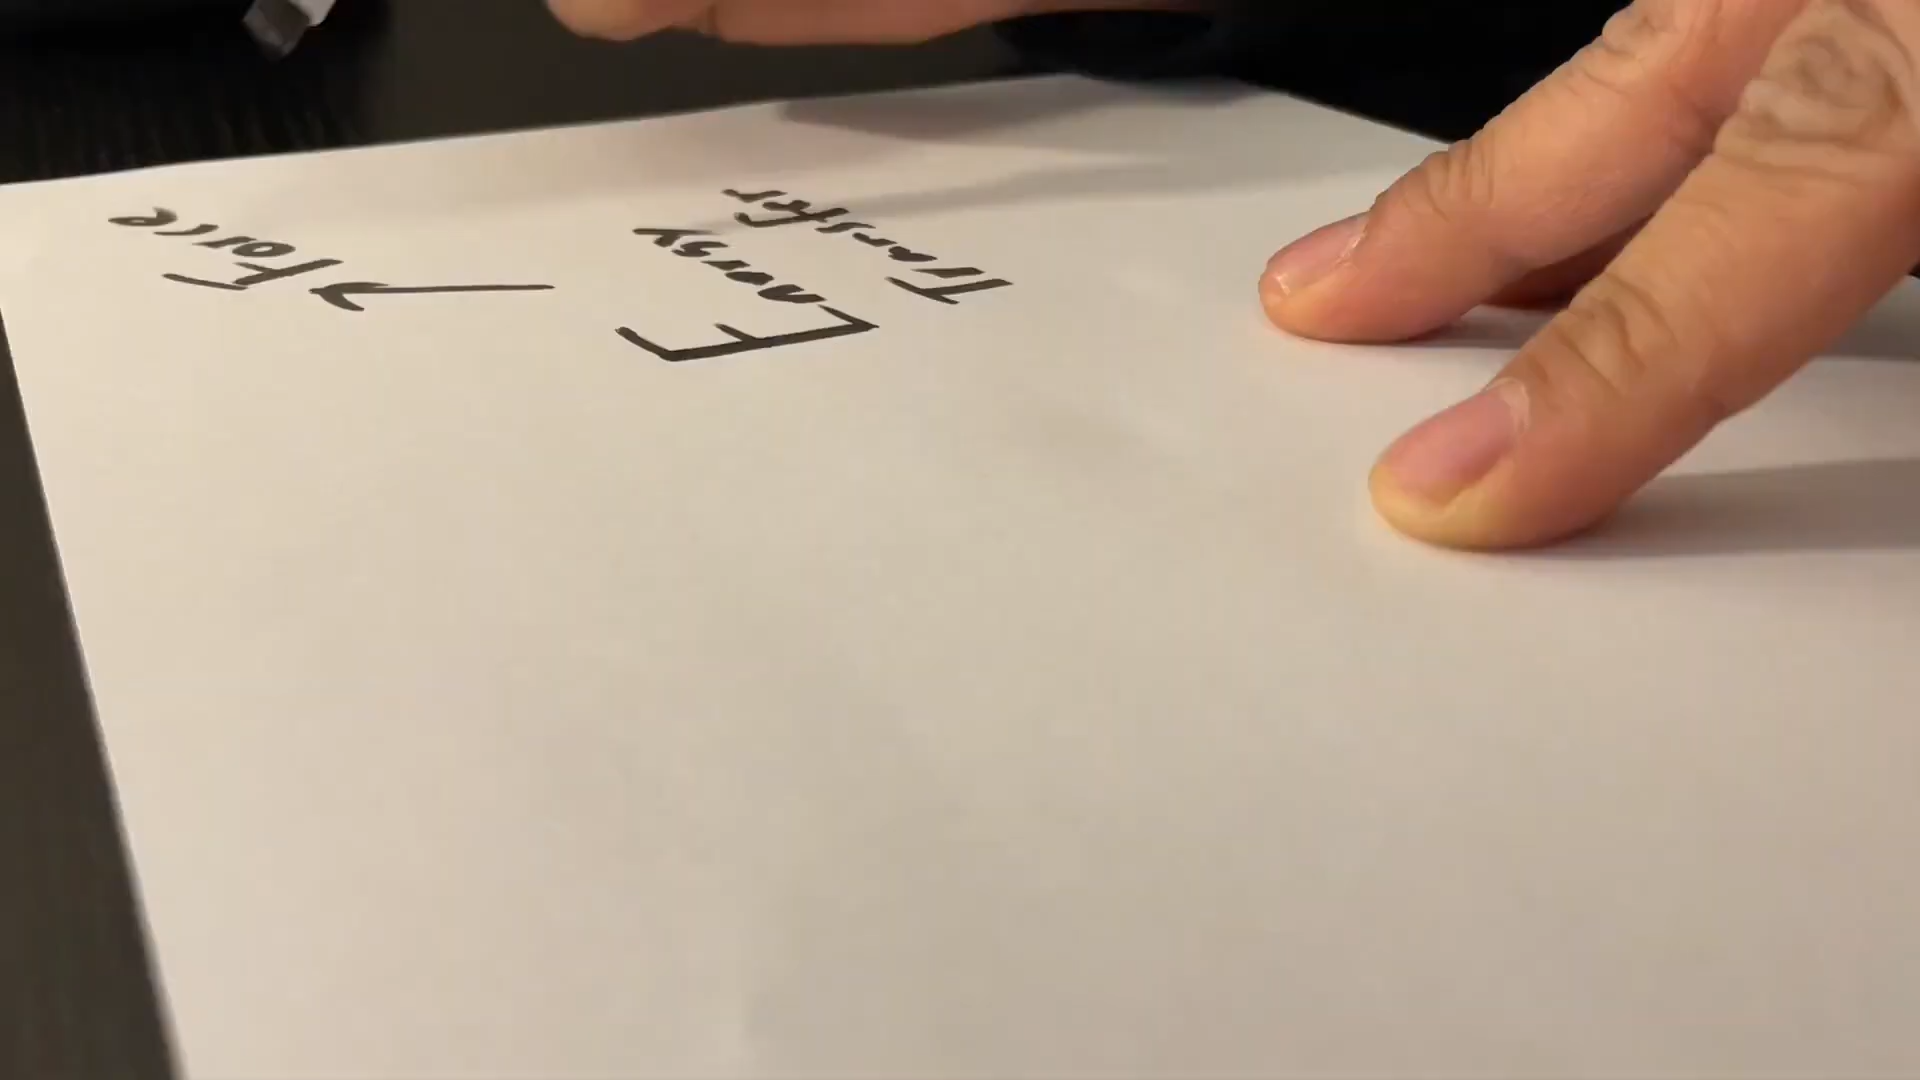 Transfer
Energy
→ Force